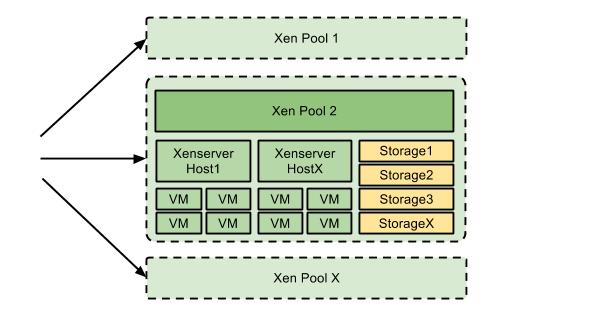 Xen Pool 1
Xen Pool 2
Xenserver
Host1
Xenserver
HostX
Storage1
Storage2
VM VM VM VM
Storage3
VM VM VM VM
StorageX
Xen Pool X